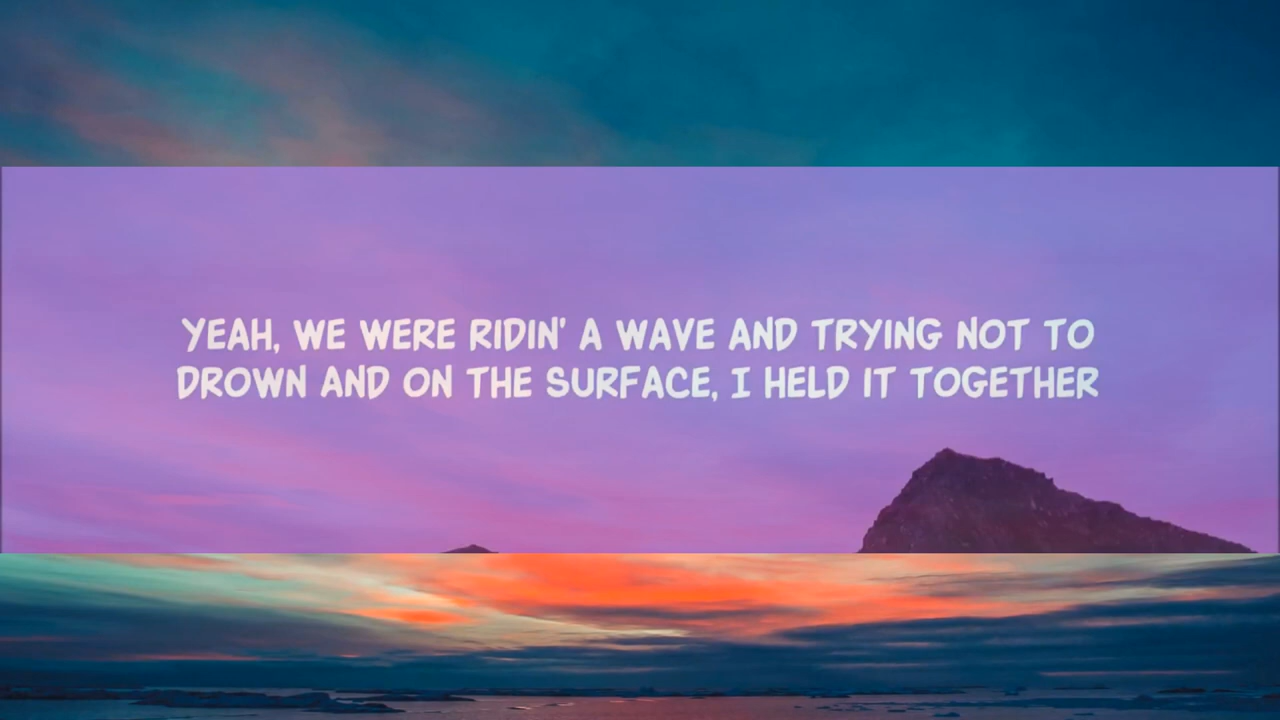 YEAH, WE WERE RIDIN' A WAVE AND TRYING NOT TO
DROWN AND ON THE SURFACE, I HELD IT TOGETHER